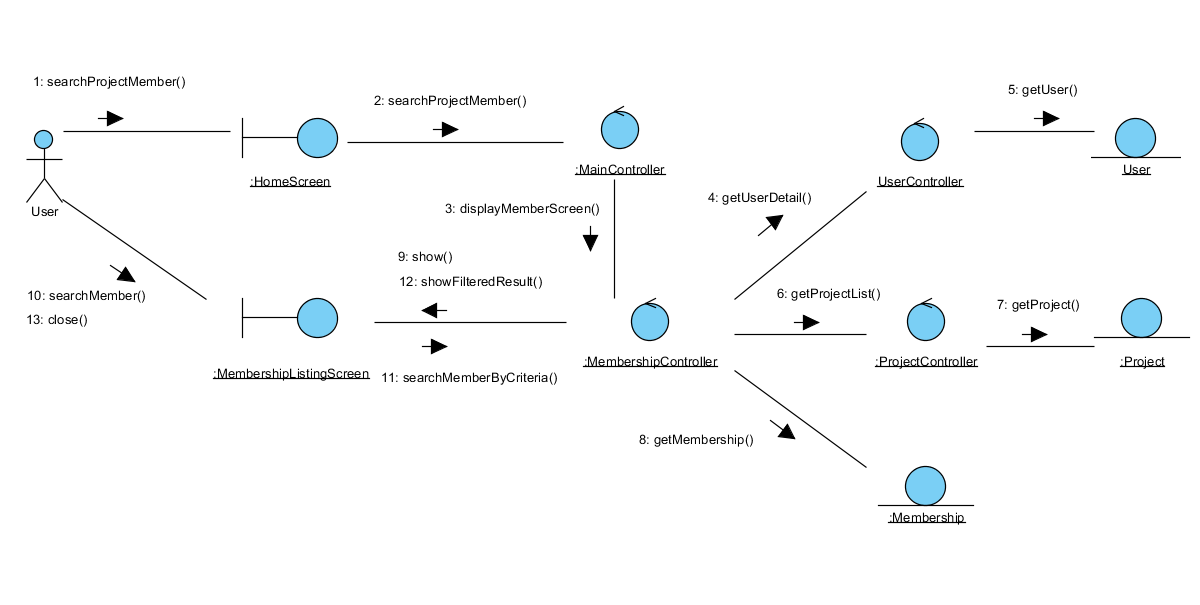 1: searchProjectMember()
2: searchProjectMember()
5: getUser()
:HomeScreen
:MainController
UserController
User
User
3: displayMemberScreen()
4: getUserDetail()
9: show()
12: showFilteredResult()
10: searchMember()
13: close()
6: getProjectList()
7: getProject()
:MembershipListingScreen
11: searchMemberByCriteria()
:MembershipController
:ProjectController
:Project
8: getMembership()
:Membership